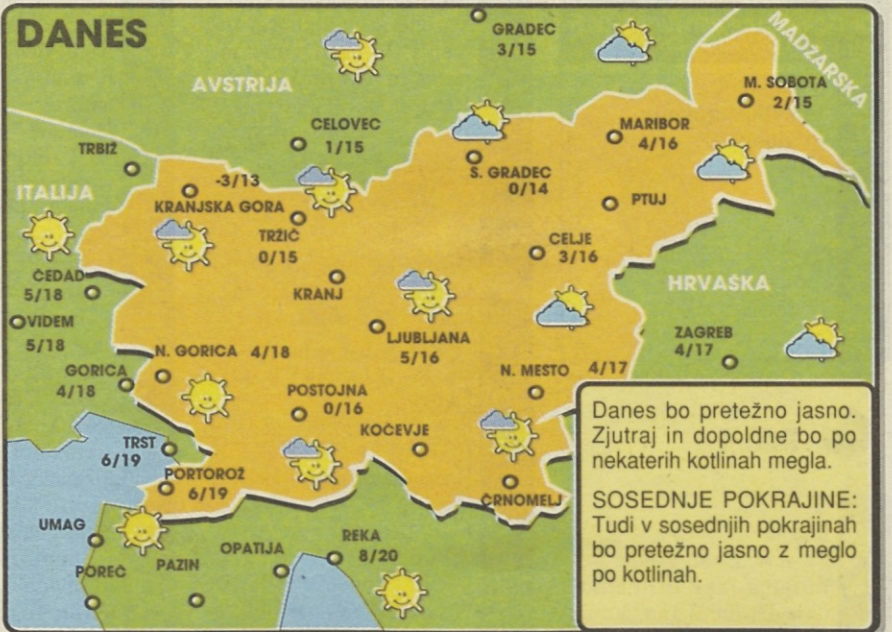 DANES
GRADEC
3/15
MADŽARSKA
AVSTRIJA
M. SOBOTA
2/15
CELOVEC
1/15
MARIBOR
4/16
TRBIŽ
S. GRADEC
0/14
-3/13
KRANJSKA GORA
ITALIJA
PTUJ
TRŽIČ
0/15
CELJE
3/16
ČEDAD
5/18
KRANJ
HRVAŠKA
VIDEM
5/18
LJUBLJANA
5/16
ZAGREB
4/17
N. GORICA 4/18
GORICA
4/18
N. MESTO 4/17
POSTOJNA
0/16
KOČEVJE
TRST
6/19
PORTOROŽ
6/19
ČRNOMELJ
UMAG
REKA
8/20
OPATIJA
PAZIN
POREČ
Danes bo pretežno jasno.
Zjutraj in dopoldne bo po
nekaterih kotlinah megla.
SOSEDNJE POKRAJINE:
Tudi v sosednjih pokrajinah
bo pretežno jasno z meglo
po kotlinah.